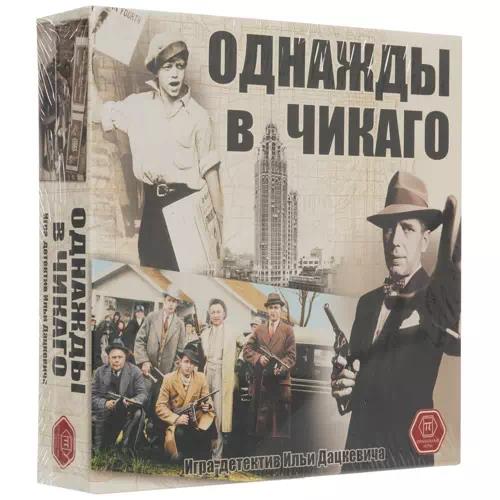 ОДНАЖДЫ
В ЧИКАГО
Игра-детектив Ильи Дацкевича
ОДНАЖДЫ
В ЧИКАГО
Игра-детектив Ильи Дацкевича